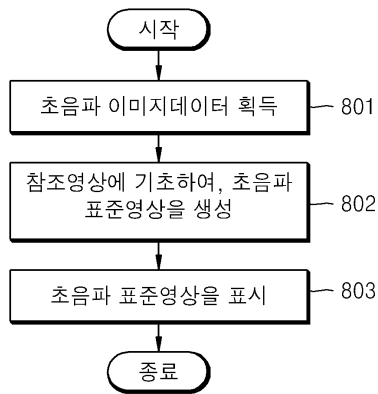 시작
초음파 이미지데이터 획득
801
참조영상에 기초하여, 초음파
표준영상을 생성
802
초음파 표준영상을 표시
803
종료